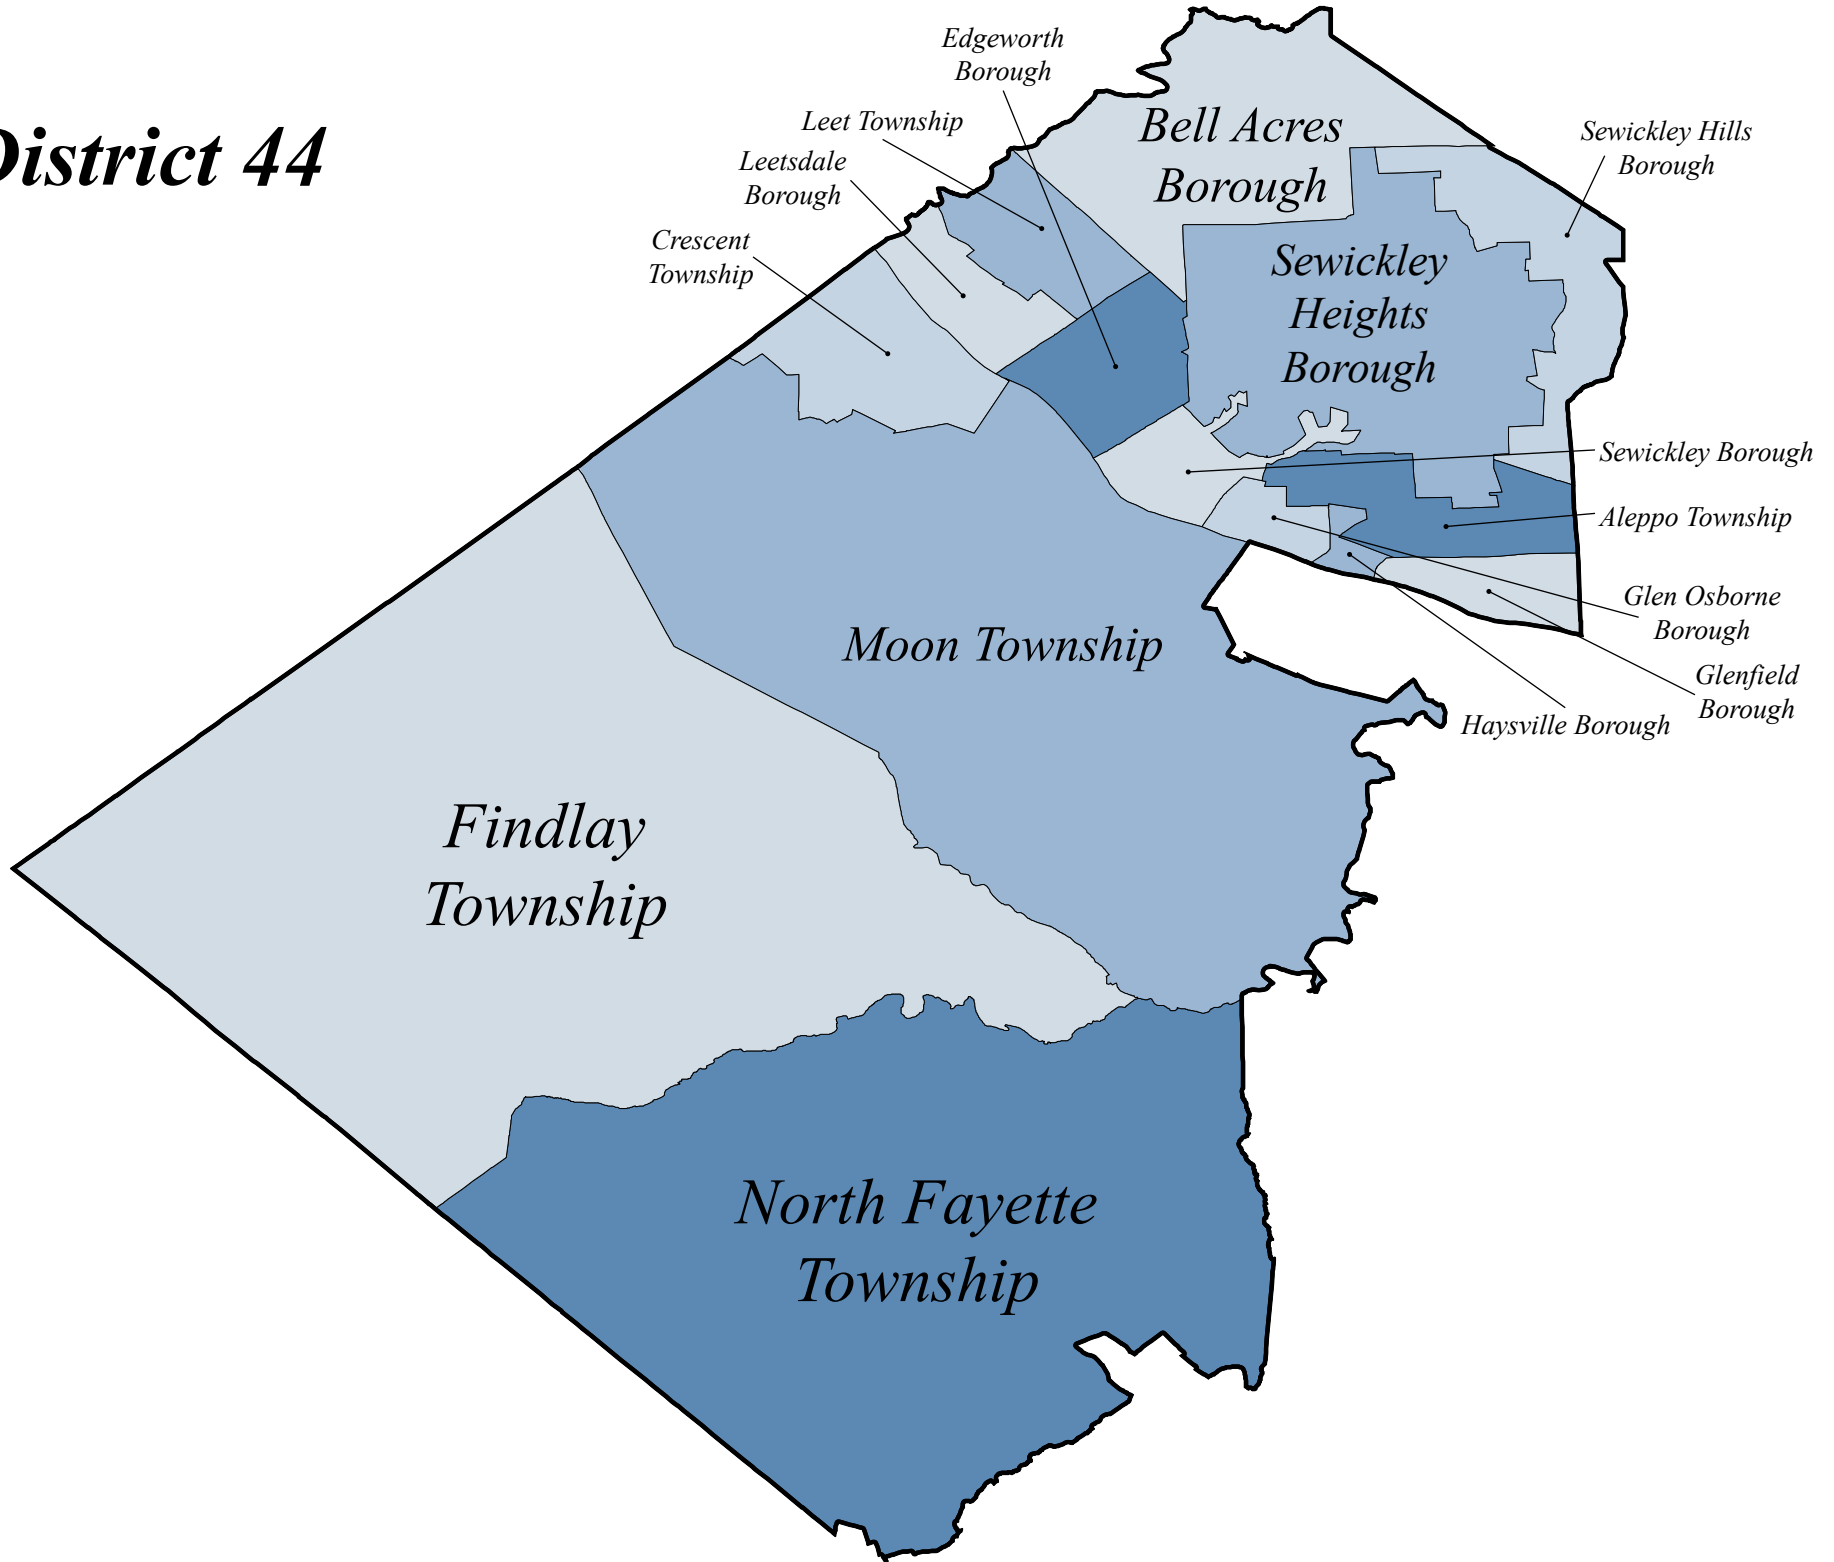 District 44
Edgeworth
Borough
Leet Township
Leetsdale
Borough
Crescent
Township
Bell Acres
Borough
Sewickley Hills
Borough
Sewickley
Heights
Borough
Sewickley Borough
Aleppo Township
Glen Osborne
Borough
Glenfield
Borough
Haysville Borough
Moon Township
Findlay
Township
North Fayette
Township